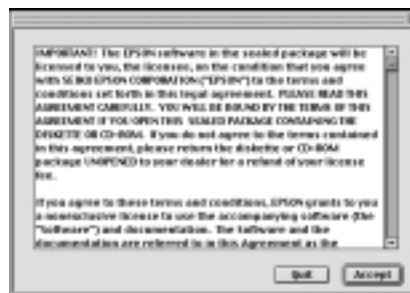 IMPORTANT! The EPSON software in the sealed package will be
licensed to you, the licensee, on the condition that you agree
with SEIKO EPSON CORPORATION ("EPSON") to the terms and
conditions set forth in this legal agreement. PLEASE READ THIS
AGREEMENT CAREFULLY. YOU WILL BE BOUND BY THE TERMS OF THIS
AGREEMENT IF YOU OPEN THIS SEALED PACKAGE CONTAINING THE
DISKETTE OR CD-ROM. If you do not agree to the terms contained
in this agreement, please return the diskette or CD-ROM
package UNOPENED to your dealer for a refund of your license
fee.
If you agree to these terms and conditions, EPSON grants to you
a nonexclusive license to use the accompanying software (the
"Software") and documentation. The Software and the
documentation are referred to in this Agreement as the
Quit Accept